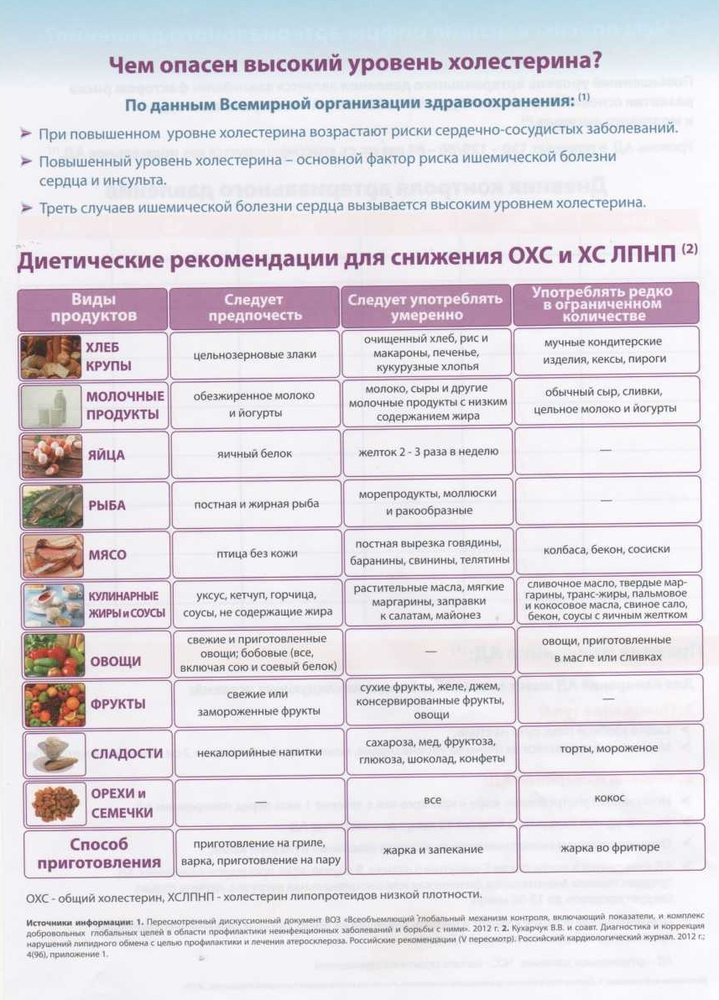 Чем опасен высокий уровень холестерина?
По данным Всемирной организации здравоохранения: (1)
➤ При повышенном уровне холестерина возрастают риски сердечно-сосудистых заболеваний.
➤ Повышенный уровень холестерина – основной фактор риска ишемической болезни
сердца и инсульта.
➤ Треть случаев ишемической болезни сердца вызывается высоким уровнем холестерина.
Диетические рекомендации для снижения ОХС и ХС ЛПНП (2)
Виды
продуктов
Следует
предпочесть
Следует употреблять
умеренно
Употреблять редко
в ограниченном
количестве
ХЛЕБ
КРУПЫ
цельнозерновые злаки
очищенный хлеб, рис и
макароны, печенье,
кукурузные хлопья
мучные кондитерские
изделия, кексы, пироги
МОЛОЧНЫЕ
ПРОДУКТЫ
обезжиренное молоко
и йогурты
молоко, сыры и другие
молочные продукты с низким
содержанием жира
обычный сыр, сливки,
цельное молоко и йогурты
ЯЙЦА
яичный белок
желток 2 - 3 раза в неделю
—
РЫБА
постная и жирная рыба
морепродукты, моллюски
и ракообразные
—
МЯСО
птица без кожи
постная вырезка говядины,
баранины, свинины, телятины
колбаса, бекон, сосиски
КУЛИНАРНЫЕ
ЖИРЫ и СОУСЫ
уксус, кетчуп, горчица,
соусы, не содержащие жира
растительные масла, мягкие
маргарины, заправки
к салатам, майонез
сливочное масло, твердые мар-
гарины, транс-жиры, пальмовое
и кокосовое масла, свиное сало,
бекон, соусы с яичным желтком
ОВОЩИ
свежие и приготовленные
овощи; бобовые (все,
включая сою и соевый белок)
—
овощи, приготовленные
в масле или сливках
ФРУКТЫ
свежие или
замороженные фрукты
сухие фрукты, желе, джем,
консервированные фрукты,
овощи
—
СЛАДОСТИ
некалорийные напитки
сахароза, мед, фруктоза,
глюкоза, шоколад, конфеты
торты, мороженое
ОРЕХИ и
СЕМЕЧКИ
—
все
кокос
Способ
приготовления
приготовление на гриле,
варка, приготовление на пару
жарка и запекание
жарка во фритюре
ОХС - общий холестерин, ХСЛПНП - холестерин липопротеидов низкой плотности.
Источники информации: 1. Пересмотренный дискуссионный документ ВОЗ «Всеобъемлющий глобальный механизм контроля, включающий показатели, и комплекс
добровольных глобальных целей в области профилактики неинфекционных заболеваний и борьбы с ними». 2012 г. 2. Кухарчук В.В. и соавт. Диагностика и коррекция
нарушений липидного обмена с целью профилактики и лечения атеросклероза. Российские рекомендации (V пересмотр). Российский кардиологический журнал. 2012 г.;
4(96), приложение 1.